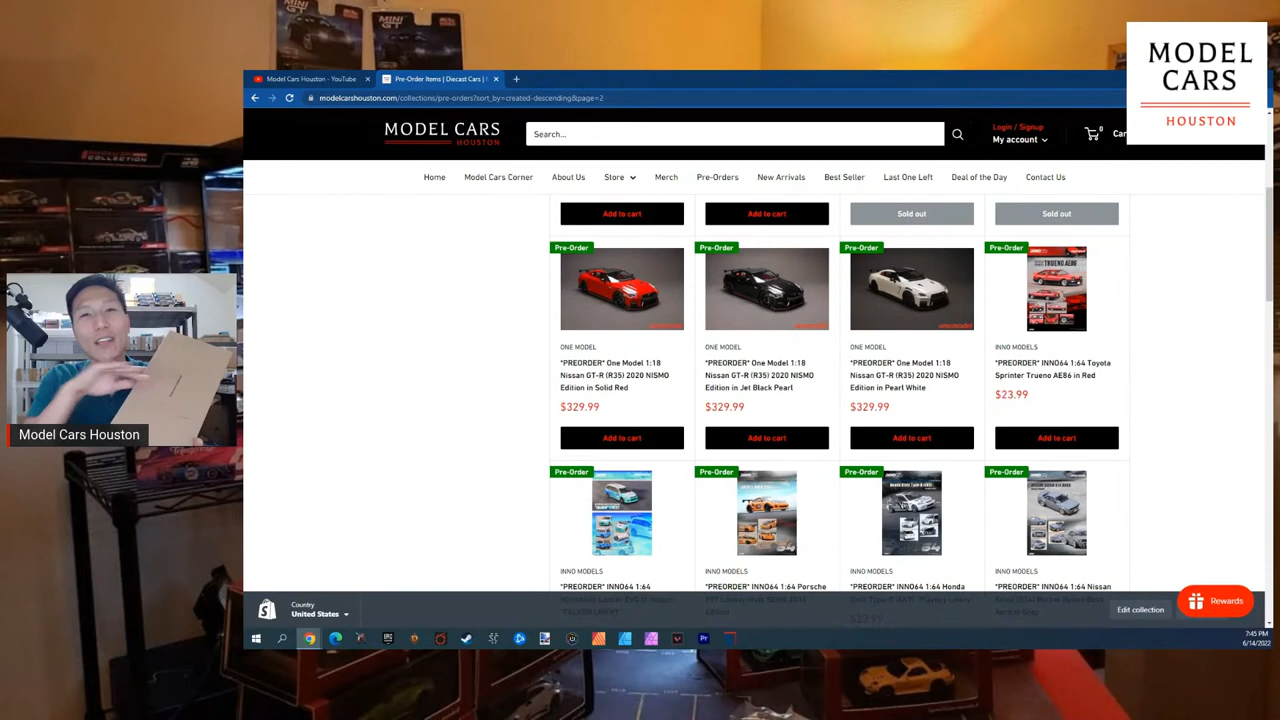 MINI GT
MODEL CARS HOUSTON
Model Cars Houston - YouTube
Pre-Order Items | Diecast Cars |
modelcarshouston.com/collections/pre-orders?sort_by=created-descending&page=2
MODEL CARS
HOUSTON
Search...
Login / Signup
My account
0
Car
Home
Model Cars Corner
About Us
Store
Merch
Pre-Orders
New Arrivals
Best Seller
Last One Left
Deal of the Day
Contact Us
Add to cart
Add to cart
Sold out
Sold out
Pre-Order
Pre-Order
Pre-Order
Pre-Order
TRUENO AE86
ONE MODEL
*PREORDER* One Model 1:18
Nissan GT-R (R35) 2020 NISMO
Edition in Solid Red
$329.99
Add to cart
ONE MODEL
*PREORDER* One Model 1:18
Nissan GT-R (R35) 2020 NISMO
Edition in Jet Black Pearl
$329.99
Add to cart
ONE MODEL
*PREORDER* One Model 1:18
Nissan GT-R (R35) 2020 NISMO
Edition in Pearl White
$329.99
Add to cart
INNO MODELS
*PREORDER* INNO64 1:64 Toyota
Sprinter Trueno AE86 in Red
$23.99
Add to cart
Pre-Order
Pre-Order
Pre-Order
Pre-Order
INNO MODELS
*PREORDER* INNO64 1:64
INNO MODELS
*PREORDER* INNO64 1:64 Porsche
INNO MODELS
*PREORDER* INNO64 1:64 Honda
$23.99
INNO MODELS
*PREORDER* INNO64 1:64 Nissan
Model Cars Houston
Country
United States
Edit collection
Rewards
7:45 PM
6/14/2022